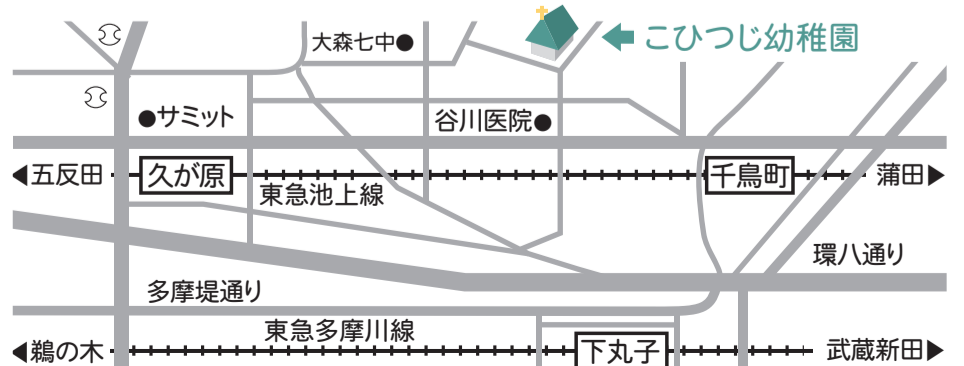 大森七中●
こひつじ幼稚園
●サミット
谷川医院●
◀五反田
久が原
東急池上線
千鳥町
蒲田▶
環八通り
多摩堤通り
東急多摩川線
◀鵜の木
下丸子
武蔵新田▶